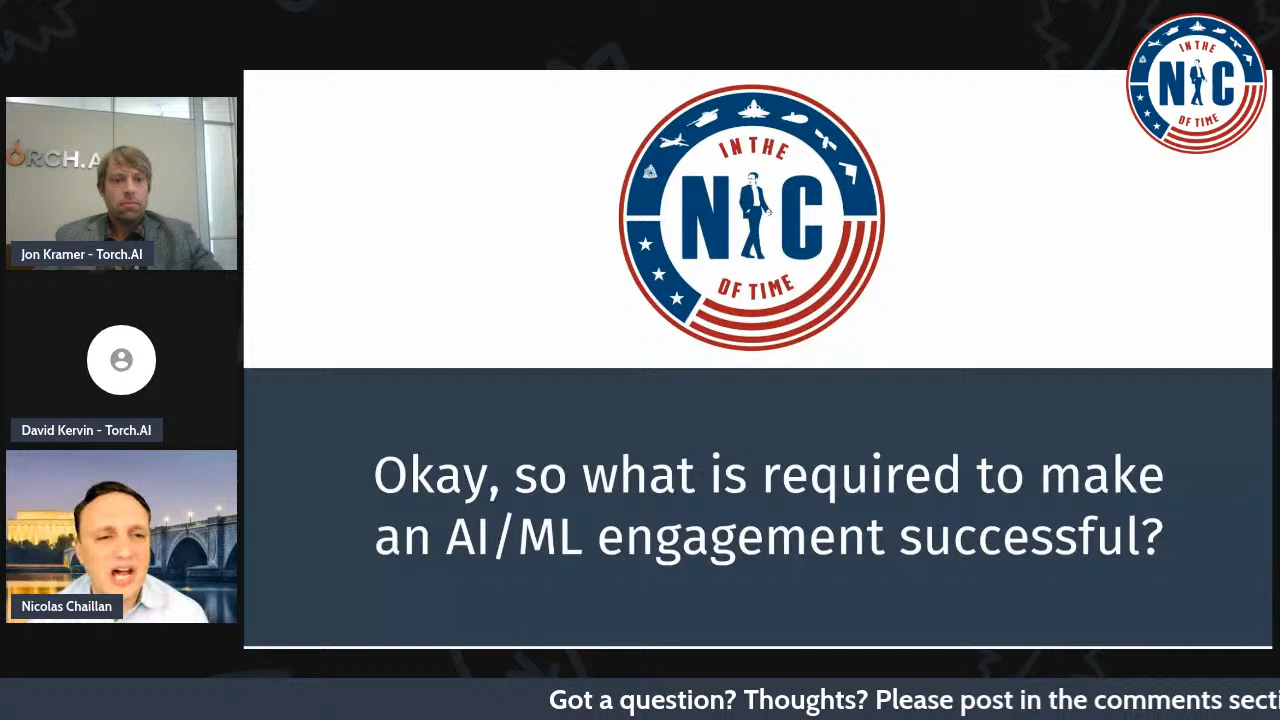 IN THE
NIC
OF TIME
ORCH.A
Jon Kramer - Torch.AI
David Kervin - Torch.AI
Nicolas Chaillan
IN THE
NIC
OF TIME
Okay, so what is required to make
an AI/ML engagement successful?
Got a question? Thoughts? Please post in the comments secti